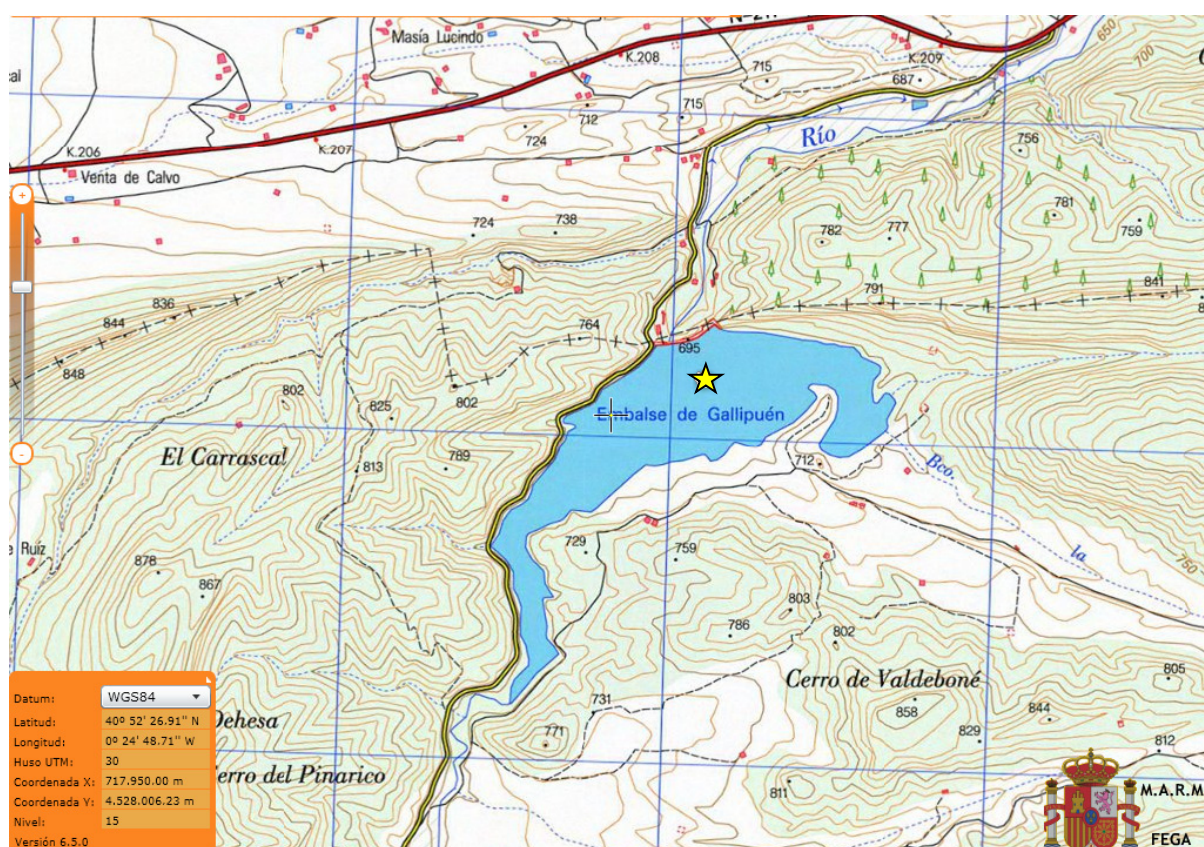 Masía Lucindo
K.208
K.209
650
700
715
687
715
712
724
Río
756
K.206
K.207
Venta de Calvo
724
738
782
777
781
759
836
844
848
764
791
841
695
802
802
825
Embalse de Gallipuén
El Carrascal
813
789
712
Bco.
la
Ruiz
878
867
729
759
750
803
786
802
Cerro de Valdeboné
805
858
844
829
812
731
771
811
Dehesa
Cerro del Pinarico
+
-
Datum: WGS84
Latitud: 40º 52' 26.91'' N
Longitud: 0º 24' 48.71'' W
Huso UTM: 30
Coordenada X: 717.950.00 m
Coordenada Y: 4.528.006.23 m
Nivel: 15
Versión 6.5.0
M.A.R.M
FEGA